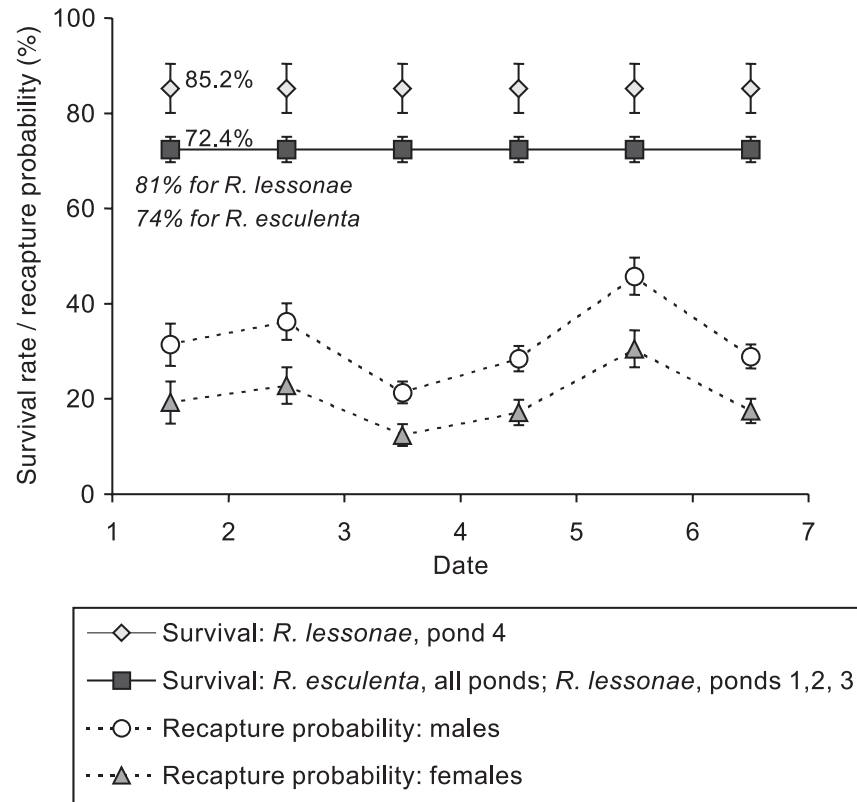 Survival rate / recapture probability (%)
100
80
60
40
20
0
85.2%
72.4%
81% for R. lessonae
74% for R. esculenta
1 2 3 4 5 6 7
Date
Survival: R. lessonae, pond 4
Survival: R. esculenta, all ponds; R. lessonae, ponds 1,2, 3
Recapture probability: males
Recapture probability: females